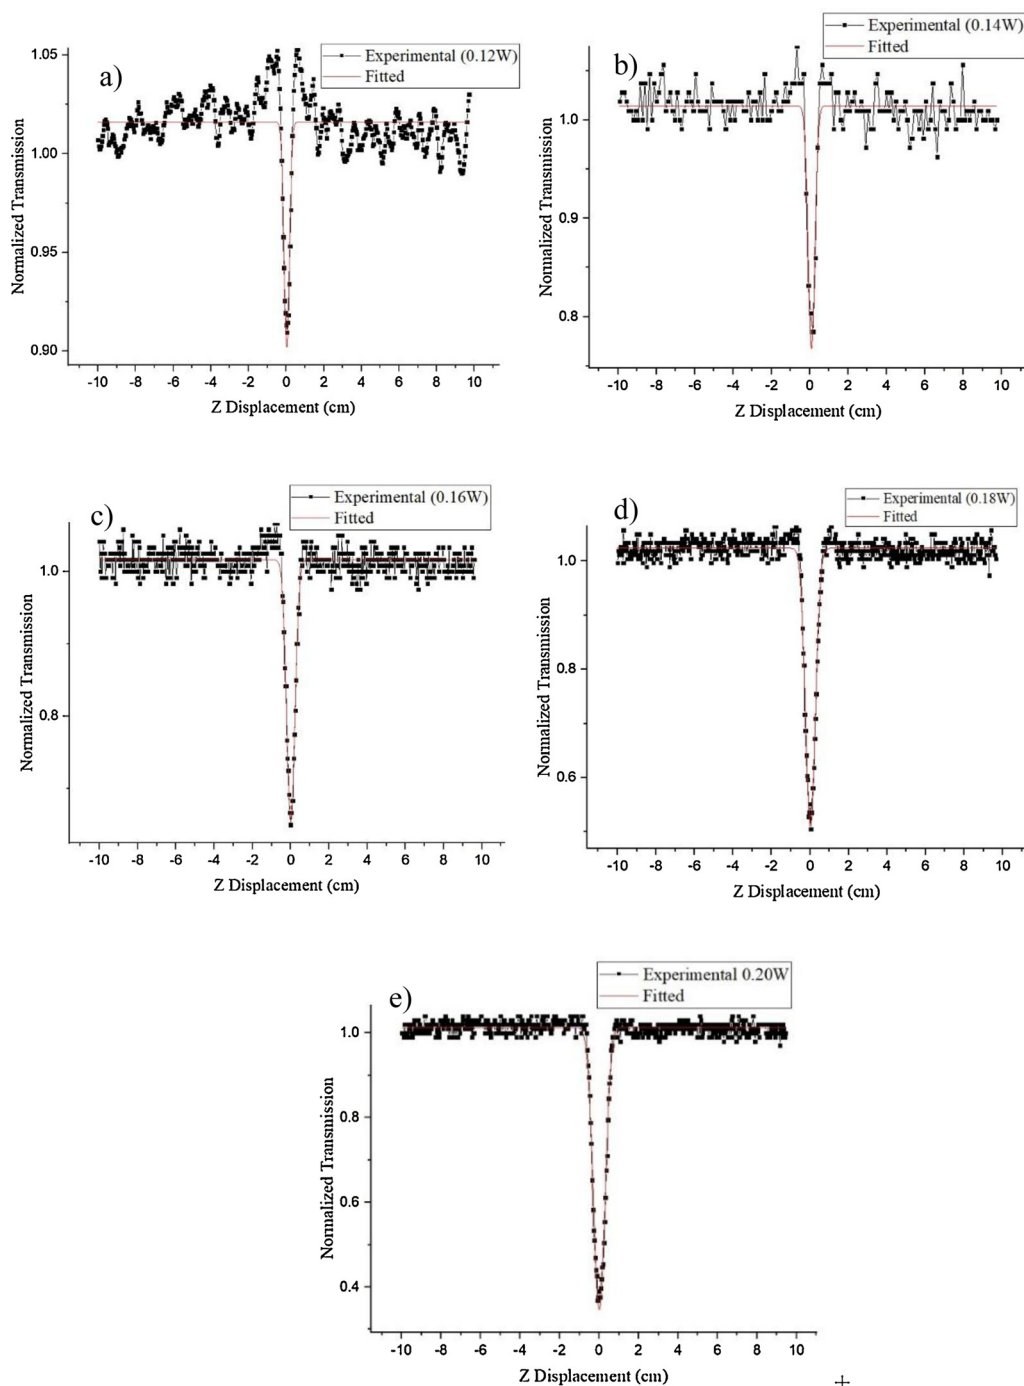 a)
Experimental (0.12W)
Fitted
1.05
1.00
0.95
0.90
Normalized Transmission
-10 -8 -6 -4 -2 0 2 4 6 8 10
Z Displacement (cm)
b)
Experimental (0.14W)
Fitted
1.0
0.9
0.8
Normalized Transmission
-10 -8 -6 -4 -2 0 2 4 6 8 10
Z Displacement (cm)
c)
Experimental (0.16W)
Fitted
1.0
0.8
Normalized Transmission
-10 -8 -6 -4 -2 0 2 4 6 8 10
Z Displacement (cm)
d)
Experimental (0.18W)
Fitted
1.0
0.8
0.6
Normalized Transmission
-10 -8 -6 -4 -2 0 2 4 6 8 10
Z Displacement (cm)
e)
Experimental 0.20W
Fitted
1.0
0.8
0.6
0.4
Normalized Transmission
-10 -8 -6 -4 -2 0 2 4 6 8 10
Z Displacement (cm)